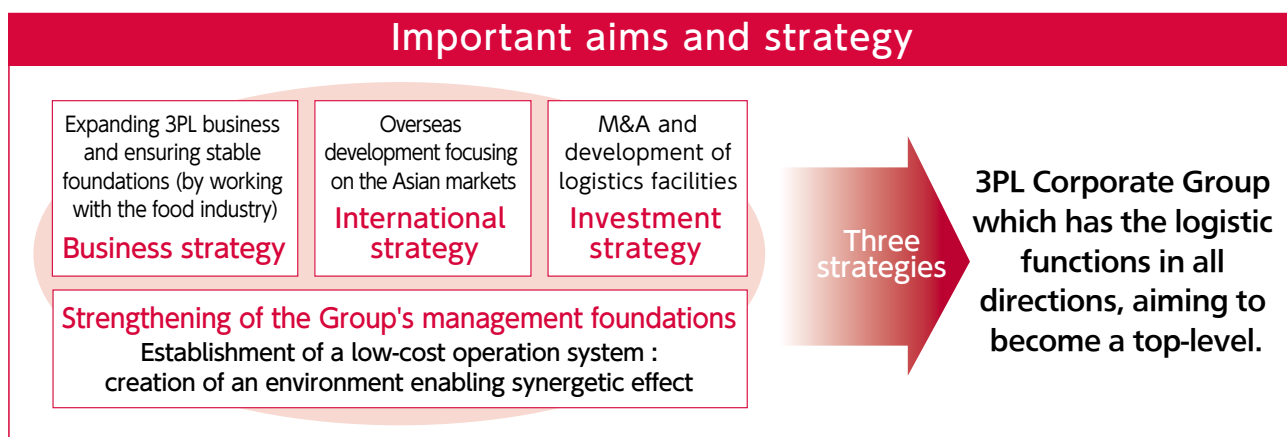 Important aims and strategy
Expanding 3PL business
and ensuring stable
foundations (by working
with the food industry)
Business strategy
Overseas
development focusing
on the Asian markets
International
strategy
M&A and
development of
logistics facilities
Investment
strategy
Strengthening of the Group's management foundations
Establishment of a low-cost operation system :
creation of an environment enabling synergetic effect
Three
strategies
3PL Corporate Group
which has the logistic
functions in all
directions, aiming to
become a top-level.